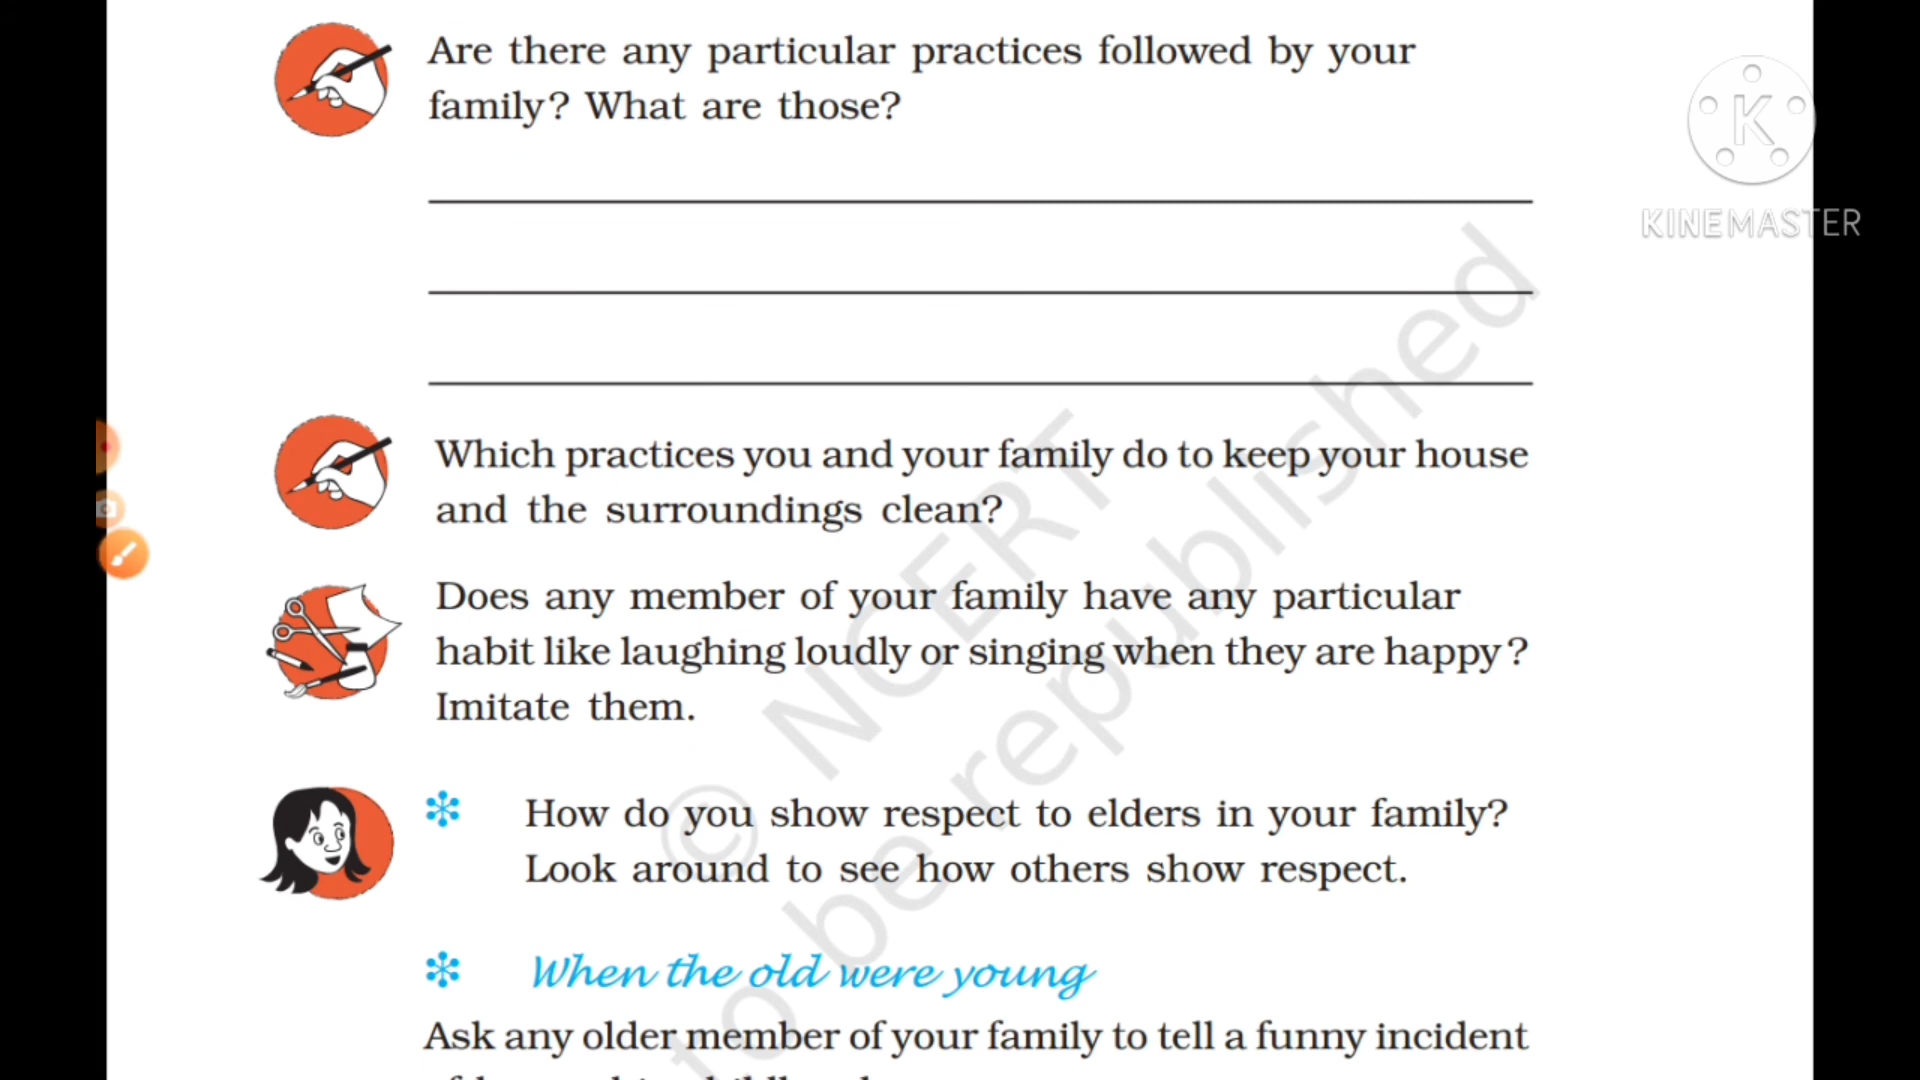 Are there any particular practices followed by your
family? What are those?
K
KINEMASTER
Which practices you and your family do to keep your house
and the surroundings clean?
Does any member of your family have any particular
habit like laughing loudly or singing when they are happy?
Imitate them.
How do you show respect to elders in your family?
Look around to see how others show respect.
When the old were young
Ask any older member of your family to tell a funny incident
© NCERT
to be republished